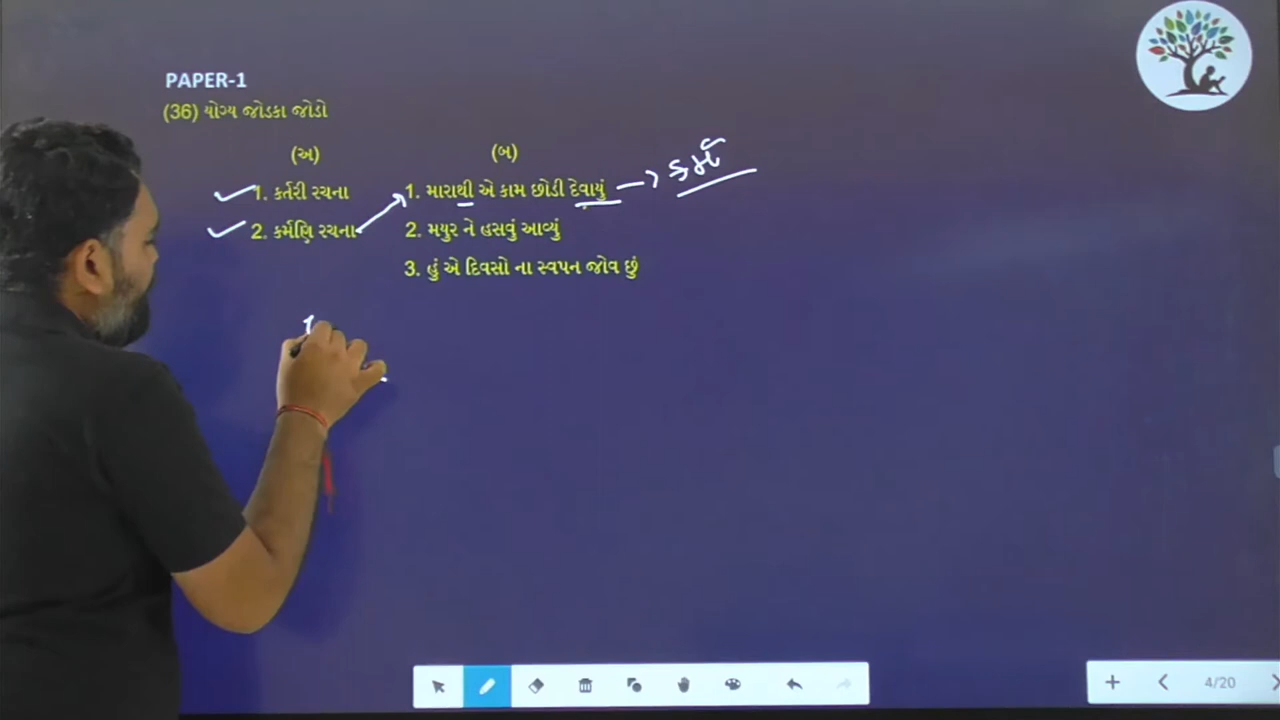 PAPER-1
(36) યોગ્ય જોડકા જોડો
(અ) (બ)
1. કર્તરી રચના 1. મારાથી એ કામ છોડી દેવાયું → કર્મ
2. કર્મણિ રચના 2. મયુર ને હસવું આવ્યું
3. હું એ દિવસો ના સ્વપન જોવ છું
4/20